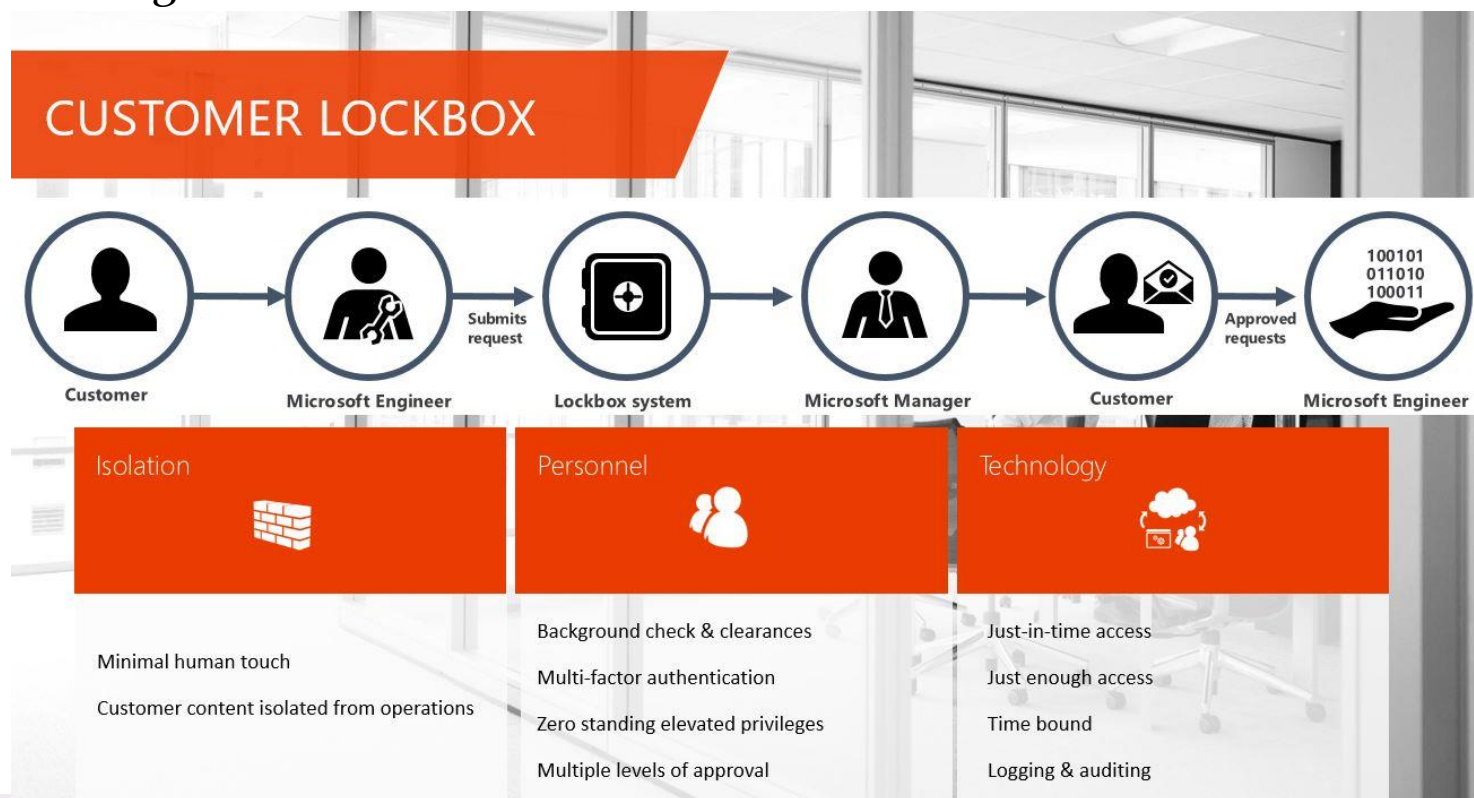 CUSTOMER LOCKBOX
100101
011010
100011
Submits
request
Approved
requests
Customer
Microsoft Engineer
Lockbox system
Microsoft Manager
Customer
Microsoft Engineer
Isolation
Minimal human touch
Customer content isolated from operations
Personnel
Background check & clearances
Multi-factor authentication
Zero standing elevated privileges
Multiple levels of approval
Technology
Just-in-time access
Just enough access
Time bound
Logging & auditing